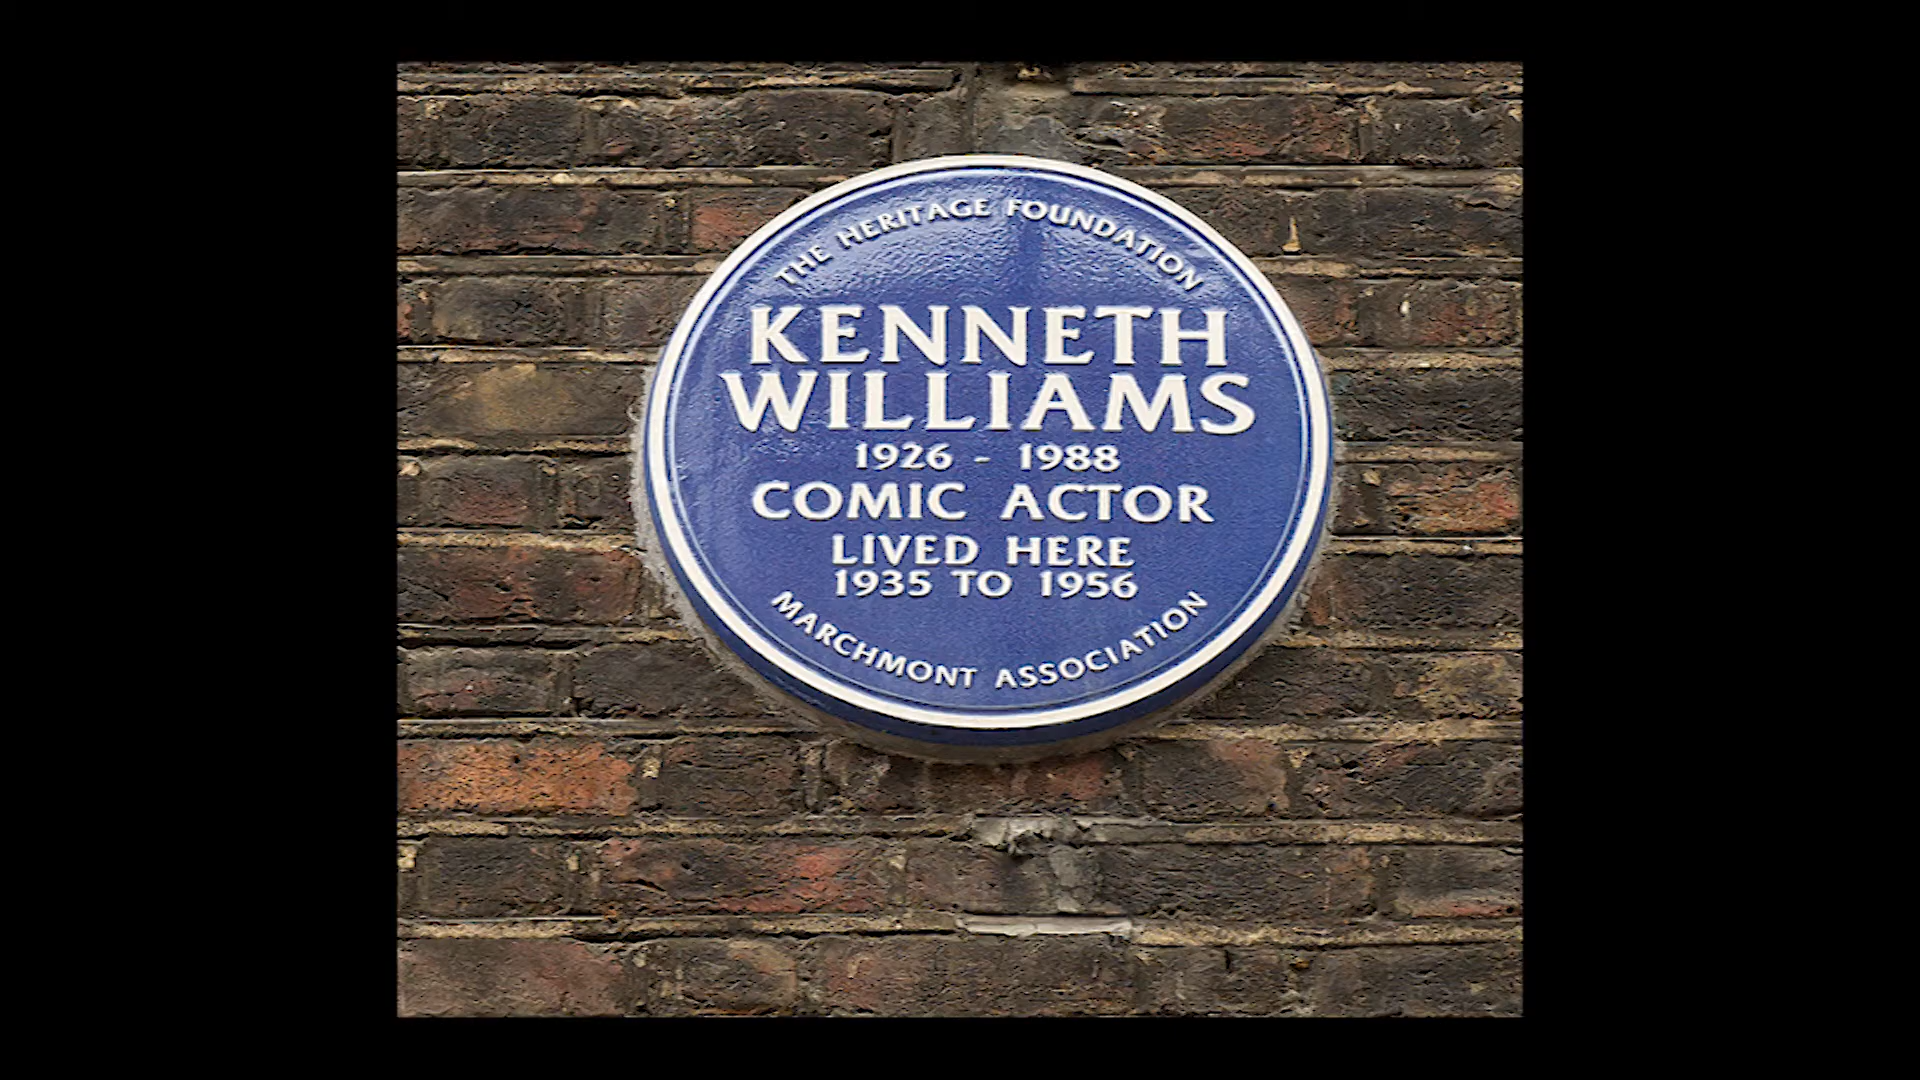 THE HERITAGE FOUNDATION
KENNETH
WILLIAMS
1926 - 1988
COMIC ACTOR
LIVED HERE
1935 TO 1956
MARCHMONT ASSOCIATION